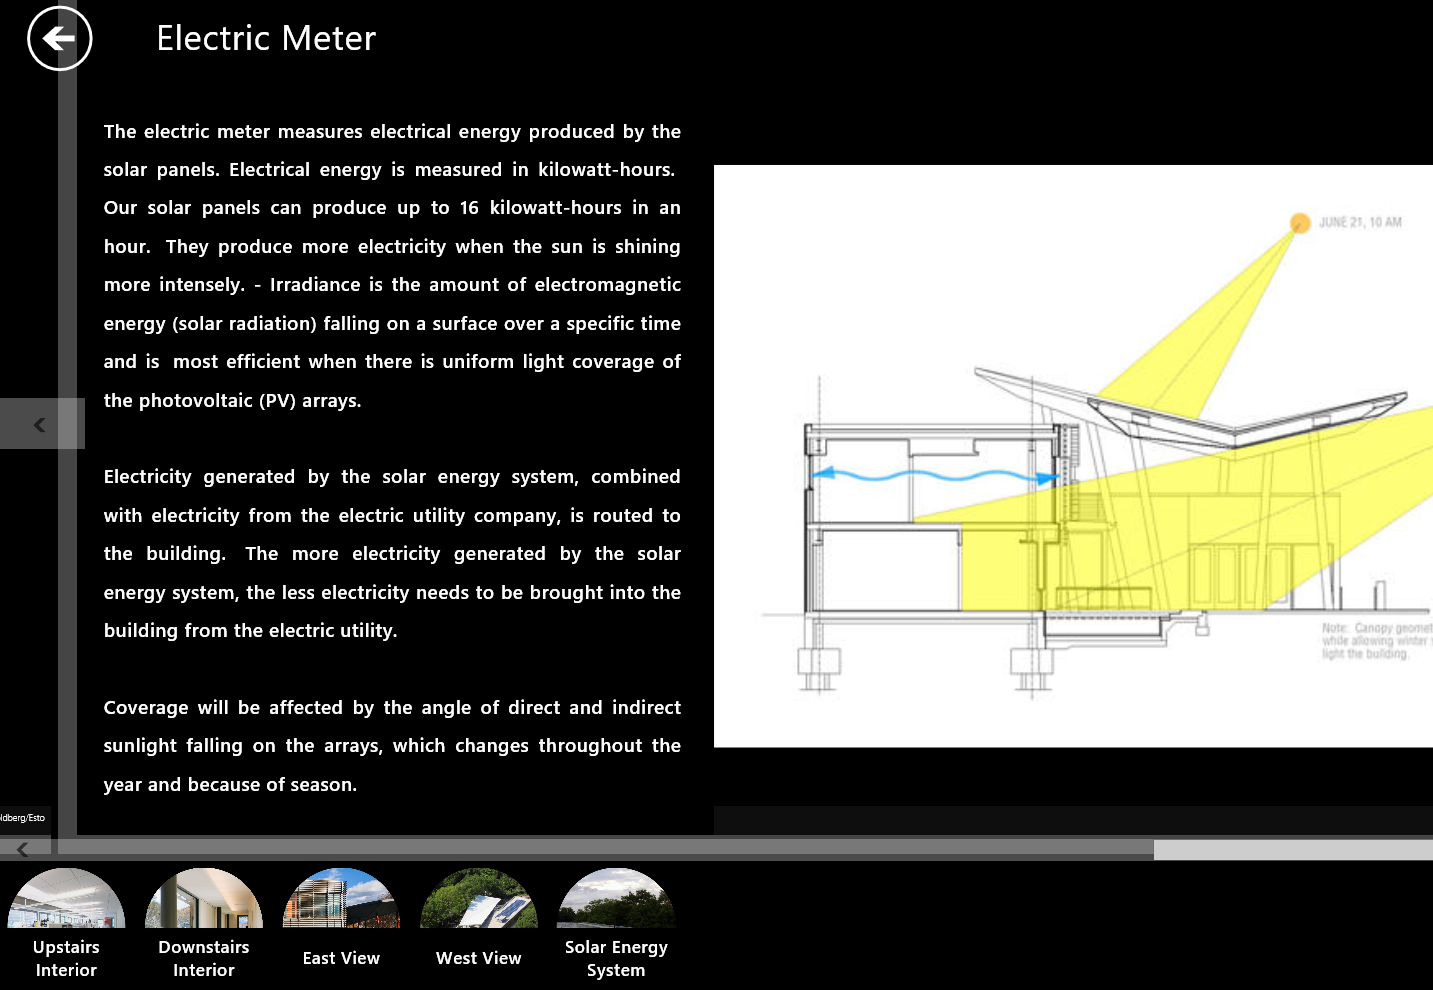 Electric Meter
The electric meter measures electrical energy produced by the
solar panels. Electrical energy is measured in kilowatt-hours.
Our solar panels can produce up to 16 kilowatt-hours in an
hour. They produce more electricity when the sun is shining
more intensely. - Irradiance is the amount of electromagnetic
energy (solar radiation) falling on a surface over a specific time
and is most efficient when there is uniform light coverage of
the photovoltaic (PV) arrays.
Electricity generated by the solar energy system, combined
with electricity from the electric utility company, is routed to
the building. The more electricity generated by the solar
energy system, the less electricity needs to be brought into the
building from the electric utility.
Coverage will be affected by the angle of direct and indirect
sunlight falling on the arrays, which changes throughout the
year and because of season.
JUNE 21, 10 AM
Note: Canopy geomet
while allowing winter
light the building.
ldberg/Esto
Upstairs
Interior
Downstairs
Interior
East View
West View
Solar Energy
System